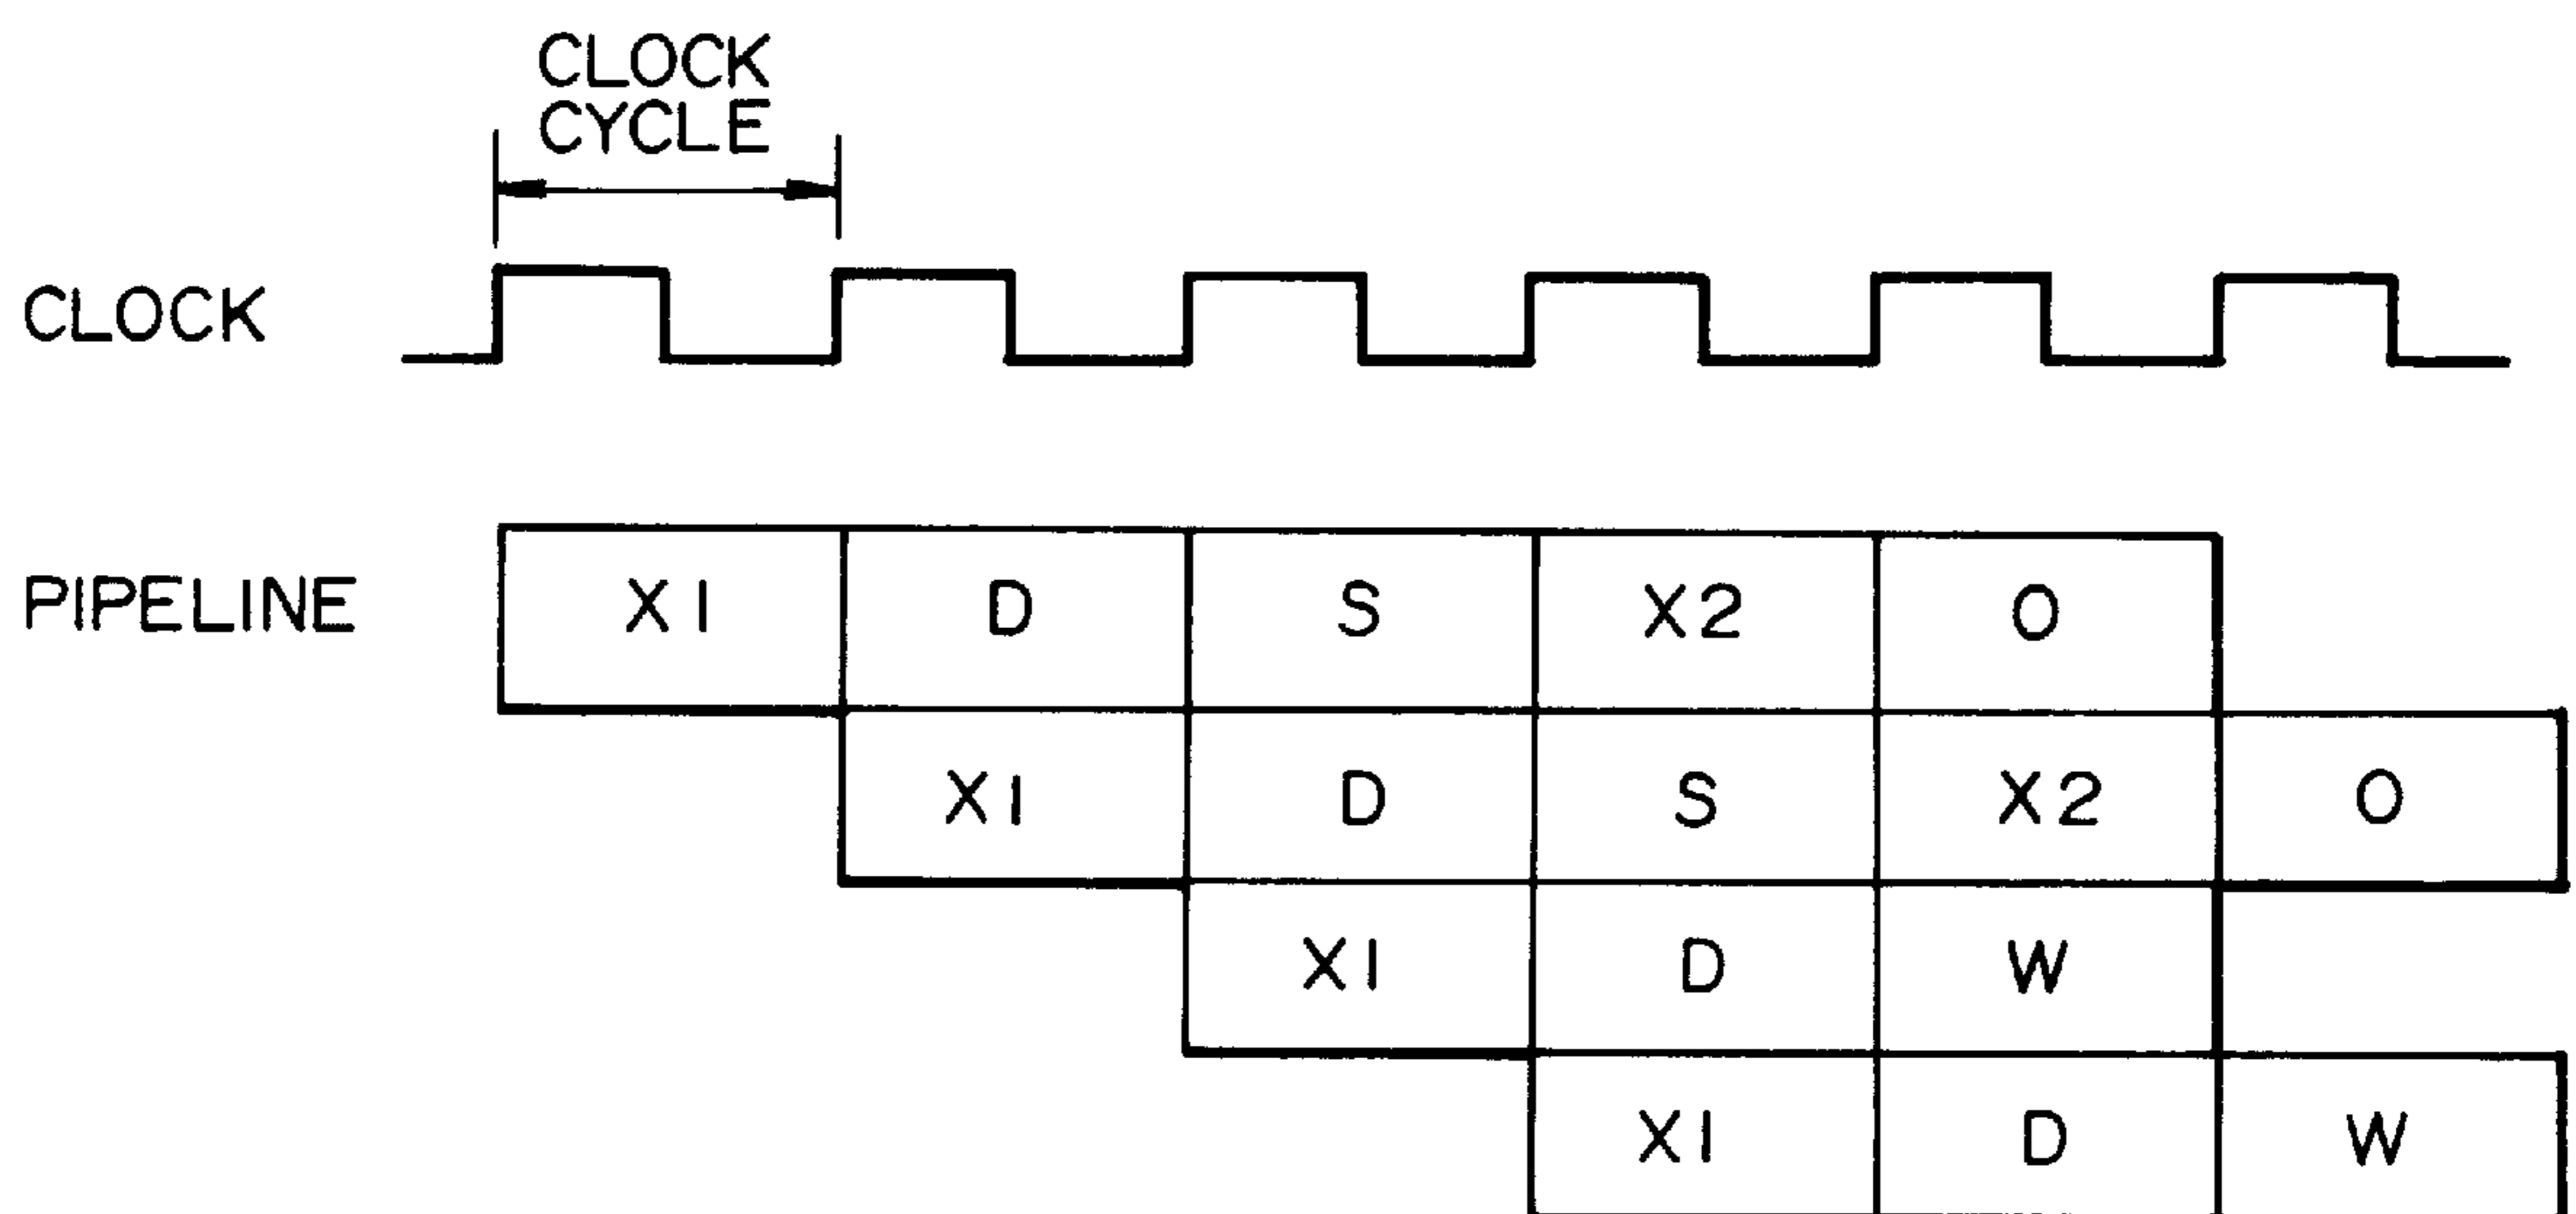 CLOCK
CYCLE
CLOCK
PIPELINE X1 D S X2 O
X1 D S X2 O
X1 D W
X1 D W